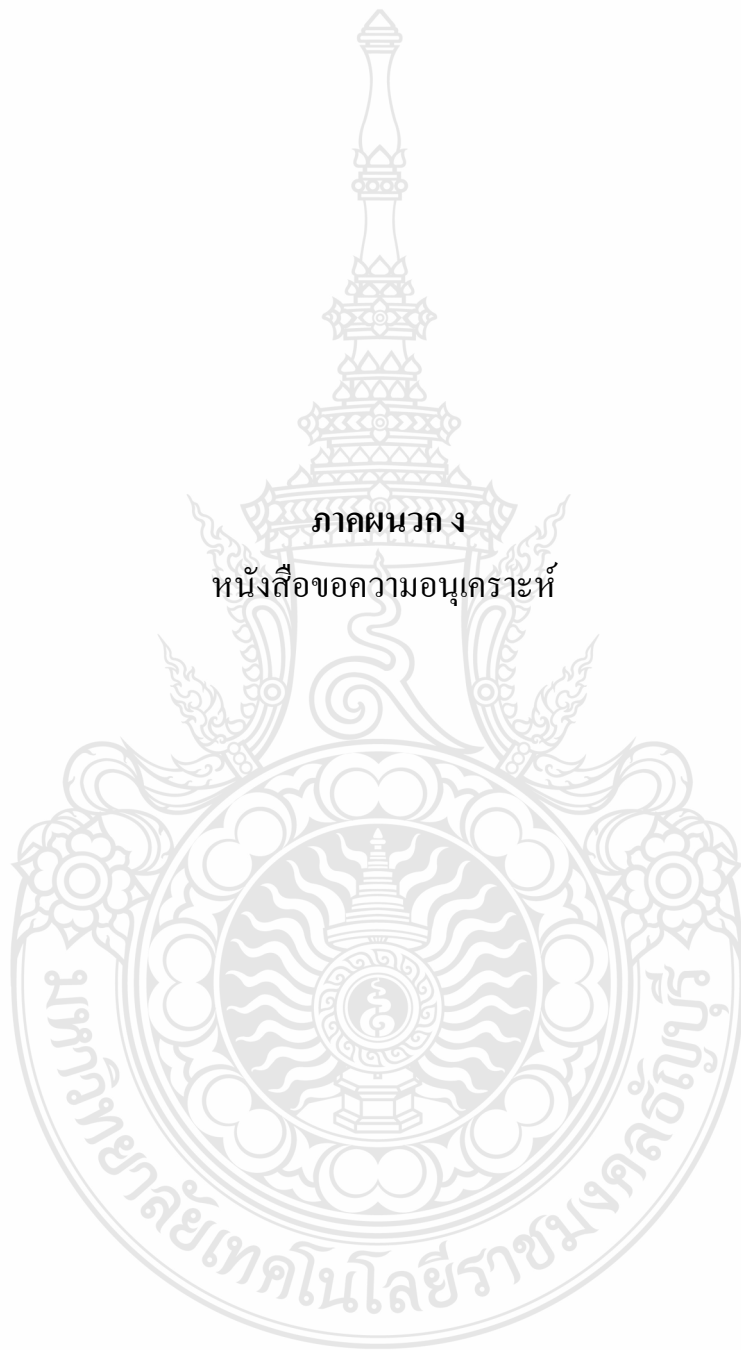 ภาคผนวก ง
หนังสือขอความอนุเคราะห์
มหาวิทยาลัยเทคโนโลยีราชมงคลธัญบุรี